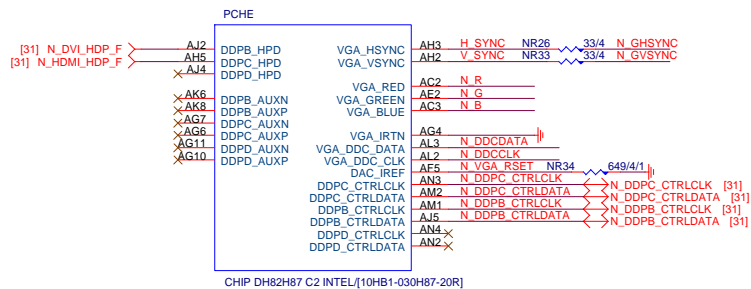 PCHE
[31] N_DVI_HDP_F AJ2 DDPB_HPD VGA_HSYNC AH3 H_SYNC NR26 33/4 N_GHSYNC
[31] N_HDMI_HDP_F AH5 DDPC_HPD VGA_VSYNC AH2 V_SYNC NR33 33/4 N_GVSYNC
AJ4 DDPD_HPD
VGA_RED AC2 N_R
AK6 DDPB_AUXN VGA_GREEN AE2 N_G
AK8 DDPB_AUXP VGA_BLUE AC3 N_B
AG7 DDPC_AUXN
AG6 DDPC_AUXP VGA_IRTN AG4
AG11 DDPD_AUXN VGA_DDC_DATA AL3 N_DDCDATA
AG10 DDPD_AUXP VGA_DDC_CLK AL2 N_DDCCLK
DAC_IREF AF5 N_VGA_RSET NR34 649/4/1
DDPC_CTRLCLK AN3 N_DDPC_CTRLCLK N_DDPC_CTRLCLK [31]
DDPC_CTRLDATA AM2 N_DDPC_CTRLDATA N_DDPC_CTRLDATA [31]
DDPB_CTRLCLK AM1 N_DDPB_CTRLCLK N_DDPB_CTRLCLK [31]
DDPB_CTRLDATA AJ5 N_DDPB_CTRLDATA N_DDPB_CTRLDATA [31]
DDPD_CTRLCLK AN4
DDPD_CTRLDATA AN2
CHIP DH82H87 C2 INTEL/[10HB1-030H87-20R]